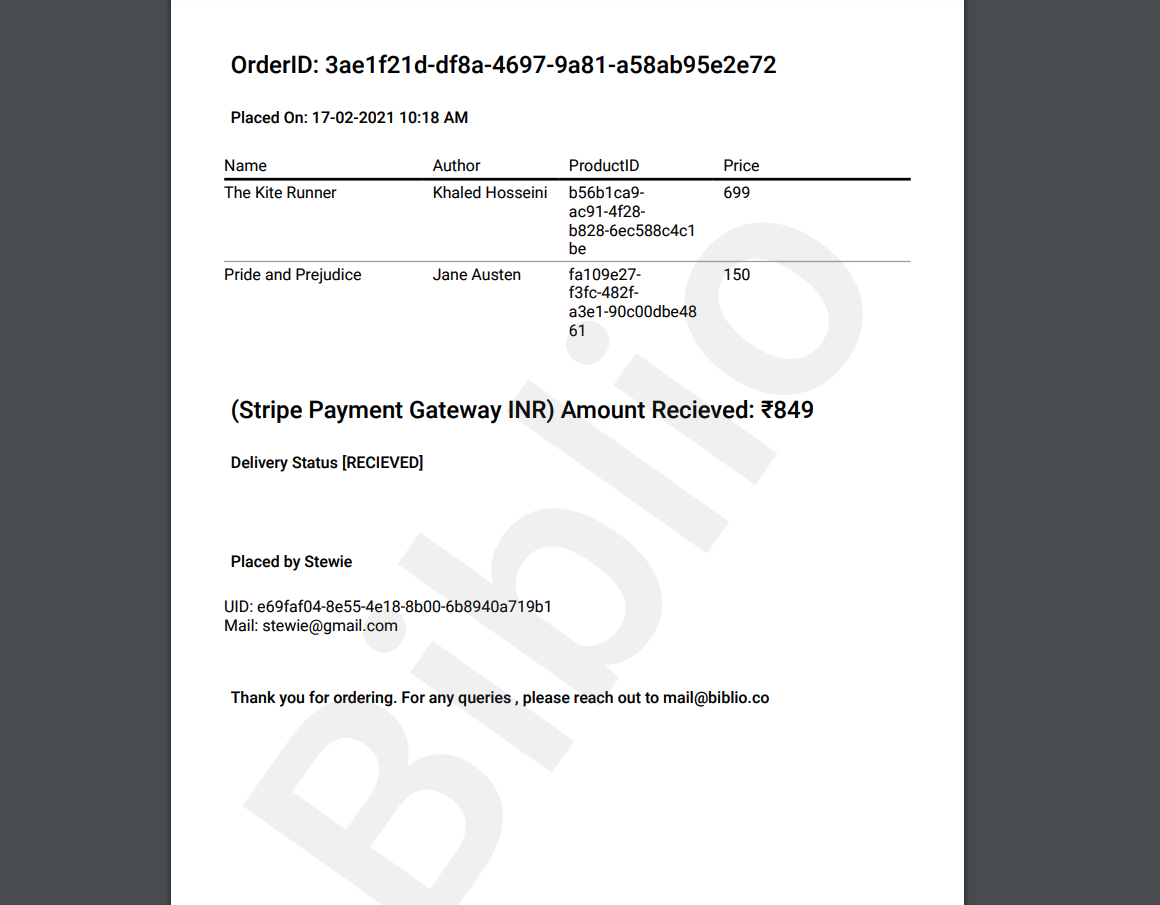 OrderID: 3ae1f21d-df8a-4697-9a81-a58ab95e2e72
Placed On: 17-02-2021 10:18 AM
Name Author ProductID Price
The Kite Runner Khaled Hosseini b56b1ca9- 699
ac91-4f28-
b828-6ec588c4c1
be
Pride and Prejudice Jane Austen fa109e27- 150
f3fc-482f-
a3e1-90c00dbe48
61
(Stripe Payment Gateway INR) Amount Recieved: ₹849
Delivery Status [RECIEVED]
Placed by Stewie
UID: e69faf04-8e55-4e18-8b00-6b8940a719b1
Mail: stewie@gmail.com
Thank you for ordering. For any queries , please reach out to mail@biblio.co
Biblio